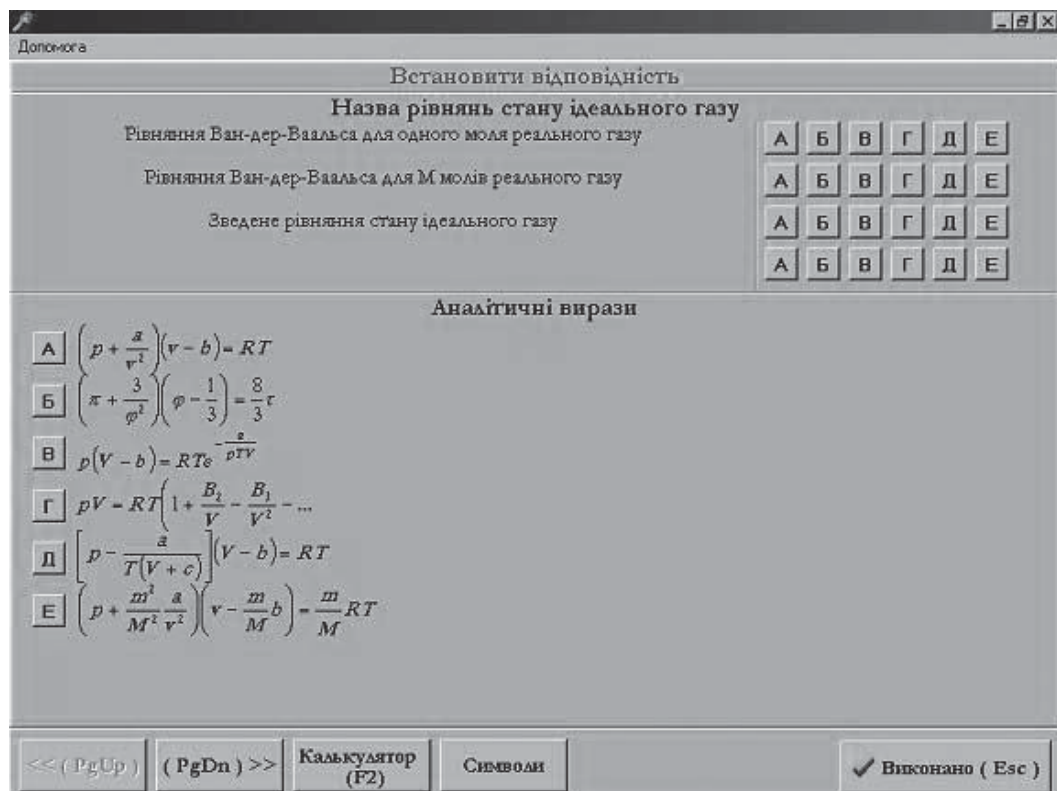 Допомога
Встановити відповідність
Назва рівнянь стану ідеального газу
Рівняння Ван-дер-Ваальса для одного моля реального газу А Б В Г Д Е
Рівняння Ван-дер-Ваальса для М молів реального газу А Б В Г Д Е
Зведене рівняння стану ідеального газу А Б В Г Д Е
А Б В Г Д Е
Аналітичні вирази
А (p + a/v²)(v − b) = RT
Б (π + 3/φ²)(φ − 1/3) = 8/3 τ
В p(V − b) = RTe^(−a/pTV)
Г pV = RT(1 + B₂/V − B₁/V² − ...
Д [p − a/T(V + c)](V − b) = RT
Е (p + m²/M² a/v²)(v − m/M b) = m/M RT
<< ( PgUp ) ( PgDn ) >> Калькулятор (F2) Символи Виконано ( Esc )